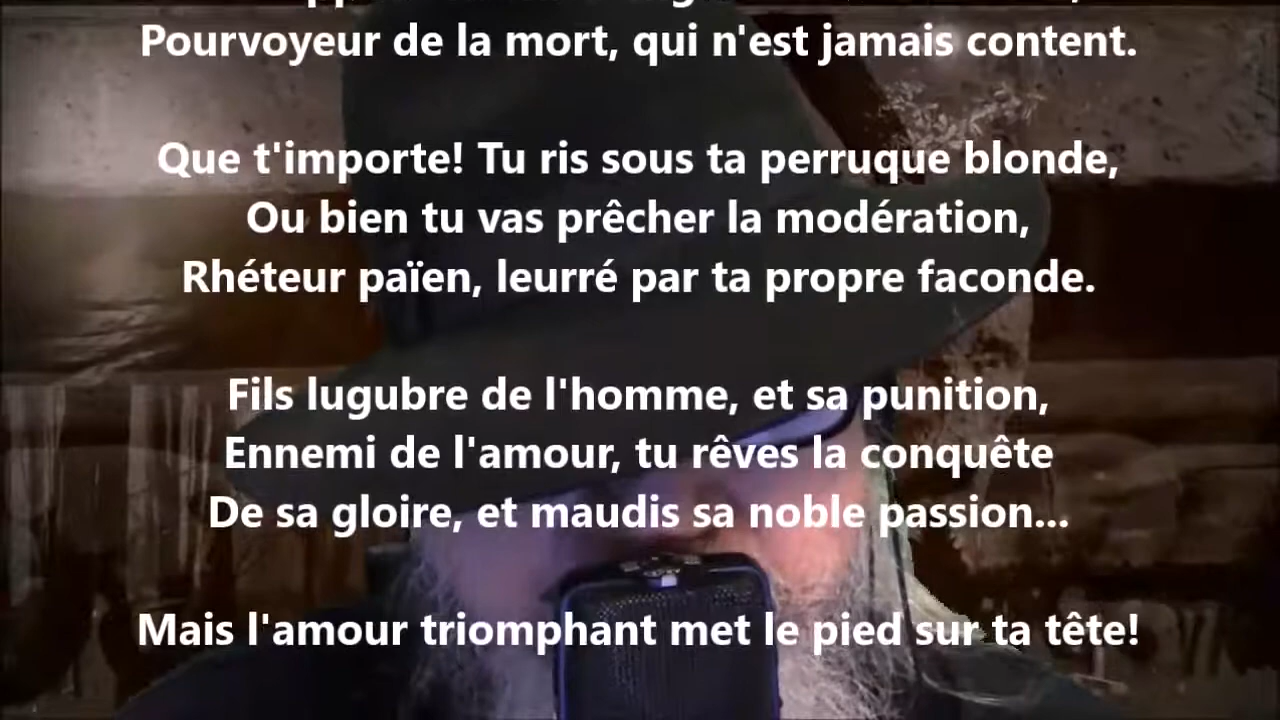 Pourvoyeur de la mort, qui n'est jamais content.
Que t'importe! Tu ris sous ta perruque blonde,
Ou bien tu vas prêcher la modération,
Rhéteur païen, leurré par ta propre faconde.
Fils lugubre de l'homme, et sa punition,
Ennemi de l'amour, tu rêves la conquête
De sa gloire, et maudis sa noble passion...
Mais l'amour triomphant met le pied sur ta tête!